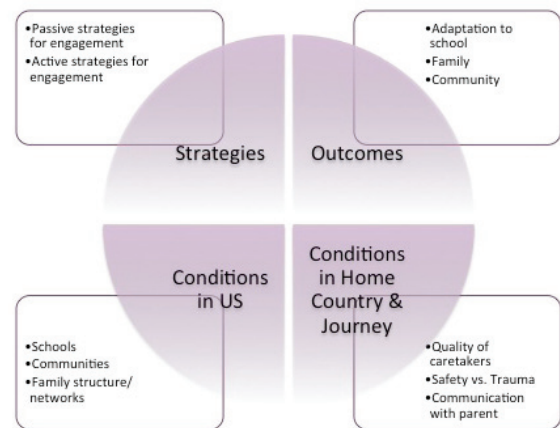 •Passive strategies
for engagement
•Active strategies for
engagement
•Adaptation to
school
•Family
•Community
Strategies
Outcomes
Conditions
in US
Conditions
in Home
Country &
Journey
•Schools
•Communities
•Family structure/
networks
•Quality of
caretakers
•Safety vs. Trauma
•Communication
with parent